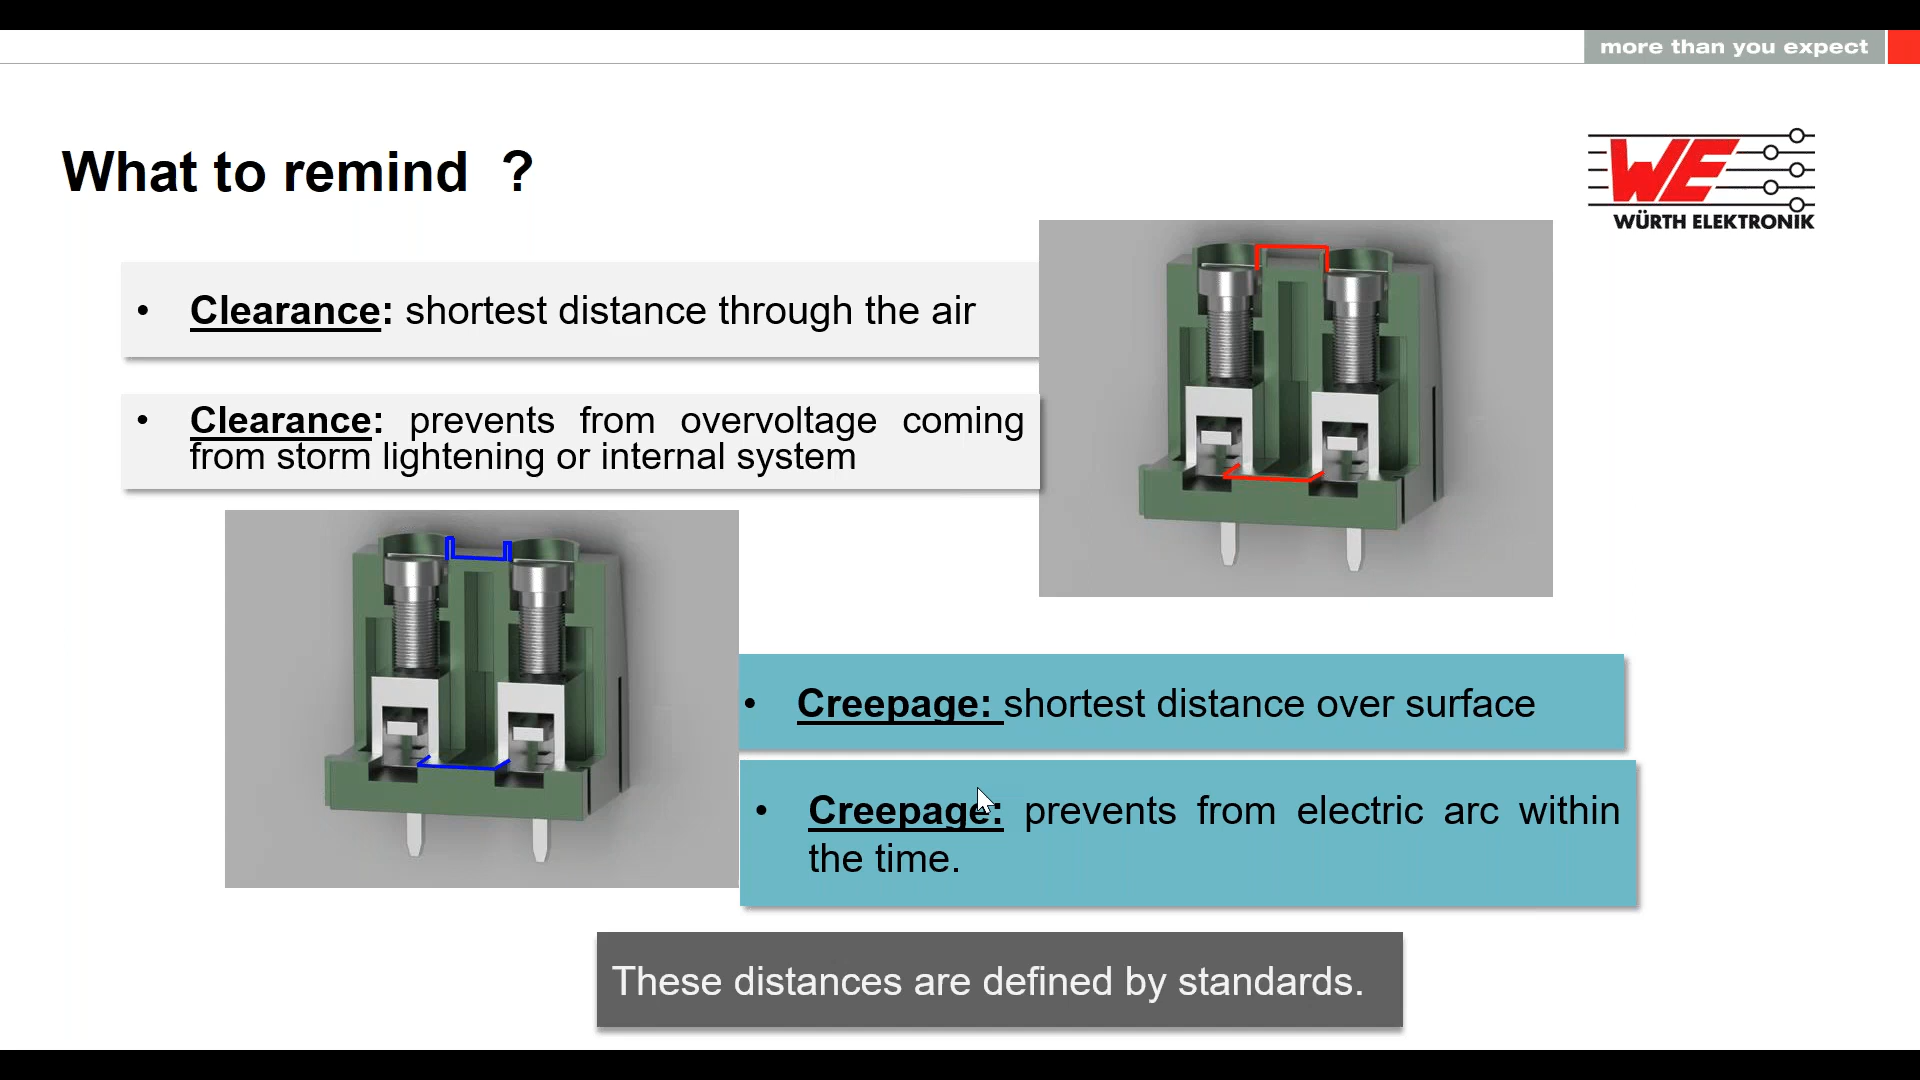 more than you expect
What to remind ?
WE
WÜRTH ELEKTRONIK
• Clearance: shortest distance through the air
• Clearance: prevents from overvoltage coming
from storm lightening or internal system
• Creepage: shortest distance over surface
• Creepage: prevents from electric arc within
the time.
These distances are defined by standards.